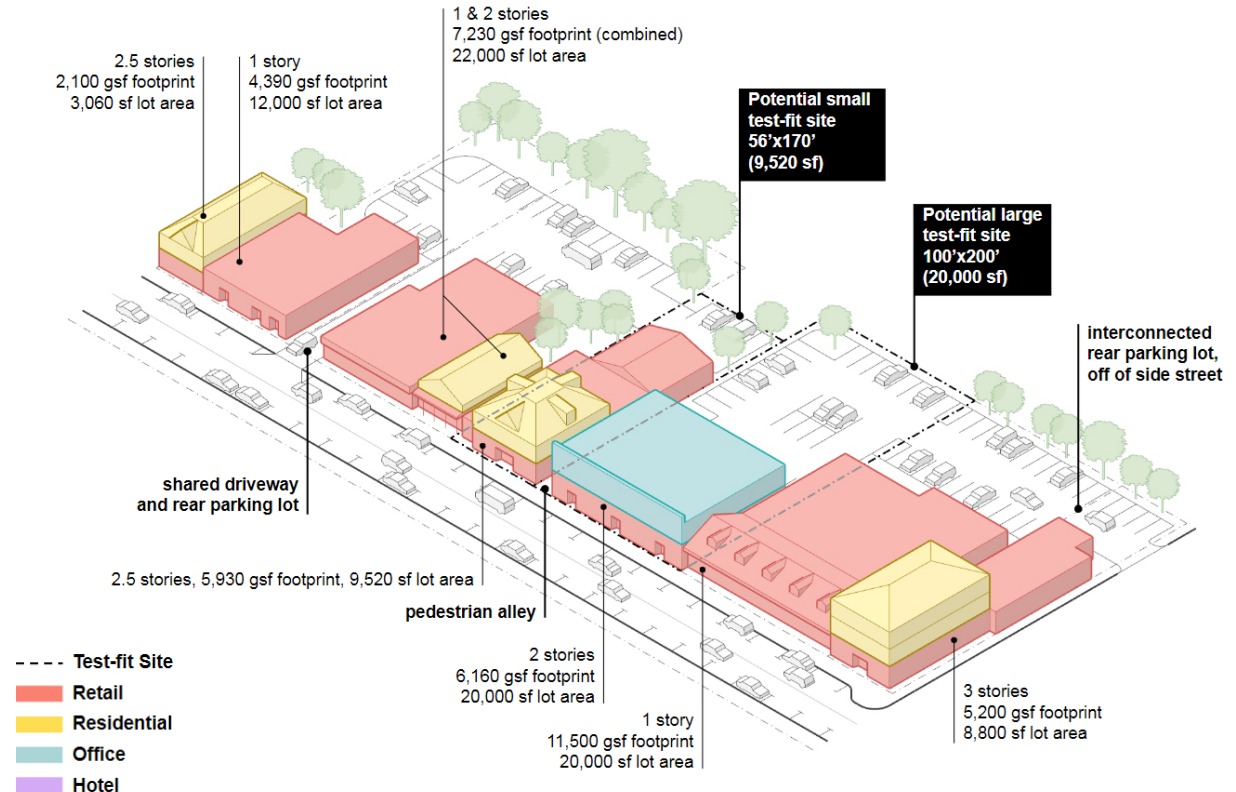 1 & 2 stories
7,230 gsf footprint (combined)
22,000 sf lot area
2.5 stories
2,100 gsf footprint
3,060 sf lot area
1 story
4,390 gsf footprint
12,000 sf lot area
Potential small
test-fit site
56’x170’
(9,520 sf)
Potential large
test-fit site
100’x200’
(20,000 sf)
interconnected
rear parking lot,
off of side street
shared driveway
and rear parking lot
2.5 stories, 5,930 gsf footprint, 9,520 sf lot area
pedestrian alley
2 stories
6,160 gsf footprint
20,000 sf lot area
1 story
11,500 gsf footprint
20,000 sf lot area
3 stories
5,200 gsf footprint
8,800 sf lot area
Test-fit Site
Retail
Residential
Office
Hotel